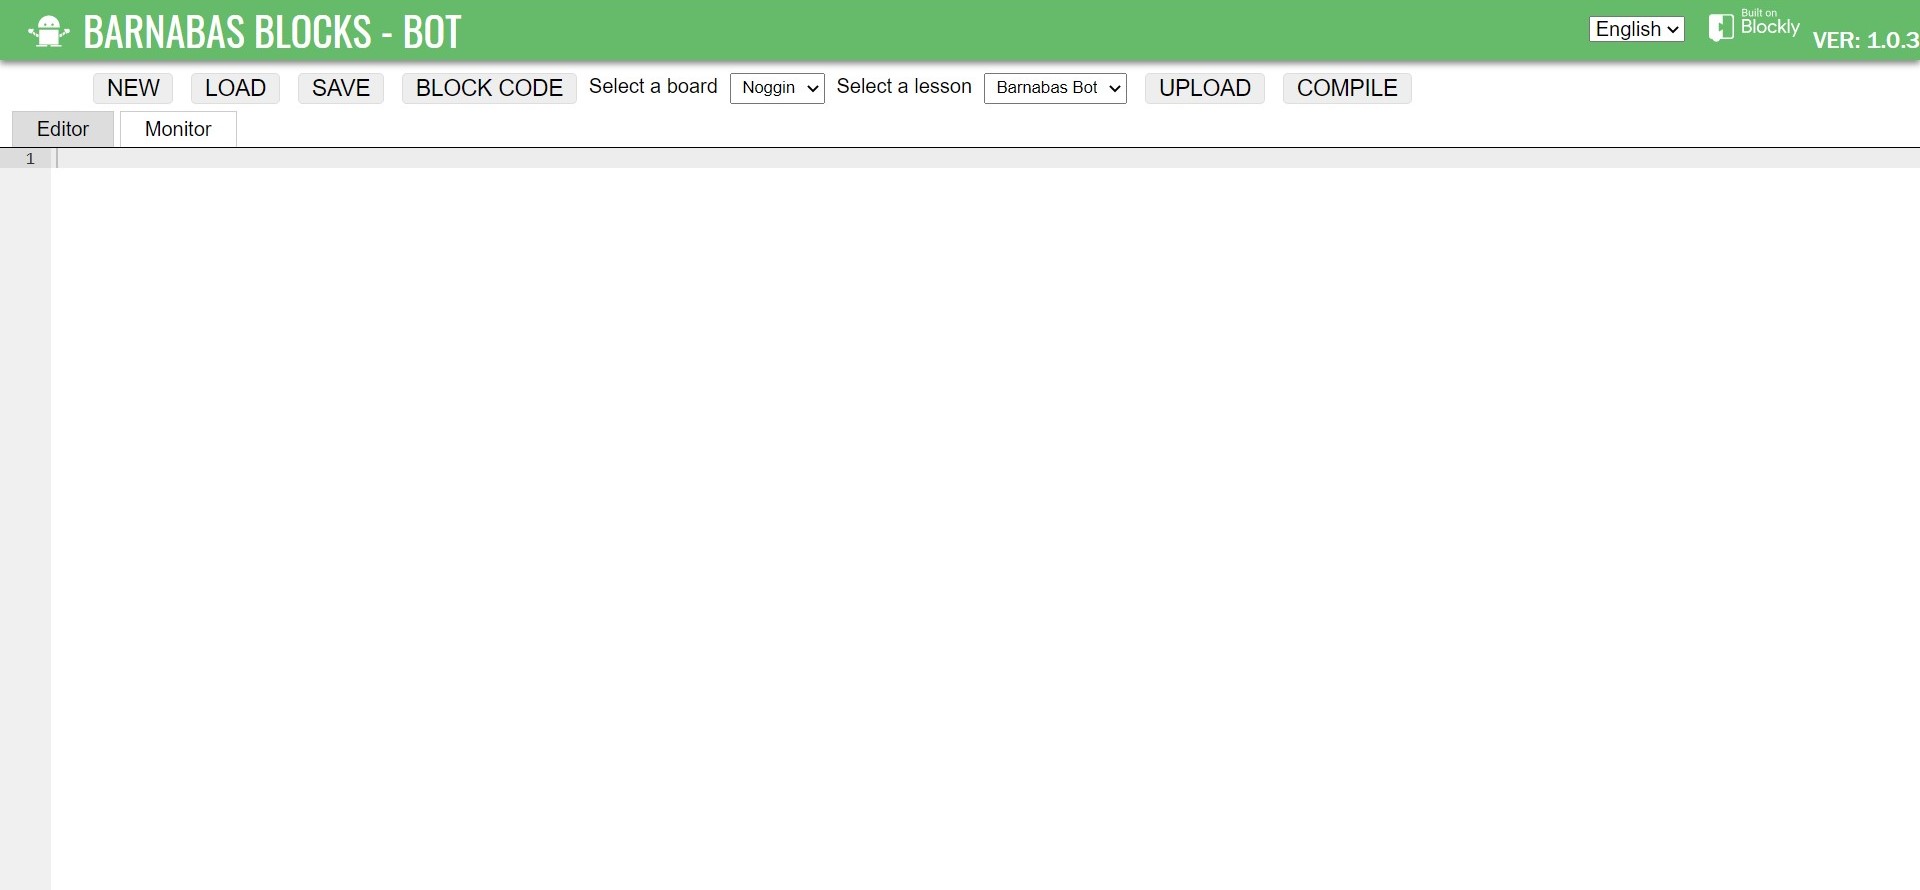 BARNABAS BLOCKS - BOT
English
Built on
Blockly
VER: 1.0.3
NEW LOAD SAVE BLOCK CODE Select a board Noggin Select a lesson Barnabas Bot UPLOAD COMPILE
Editor Monitor
1